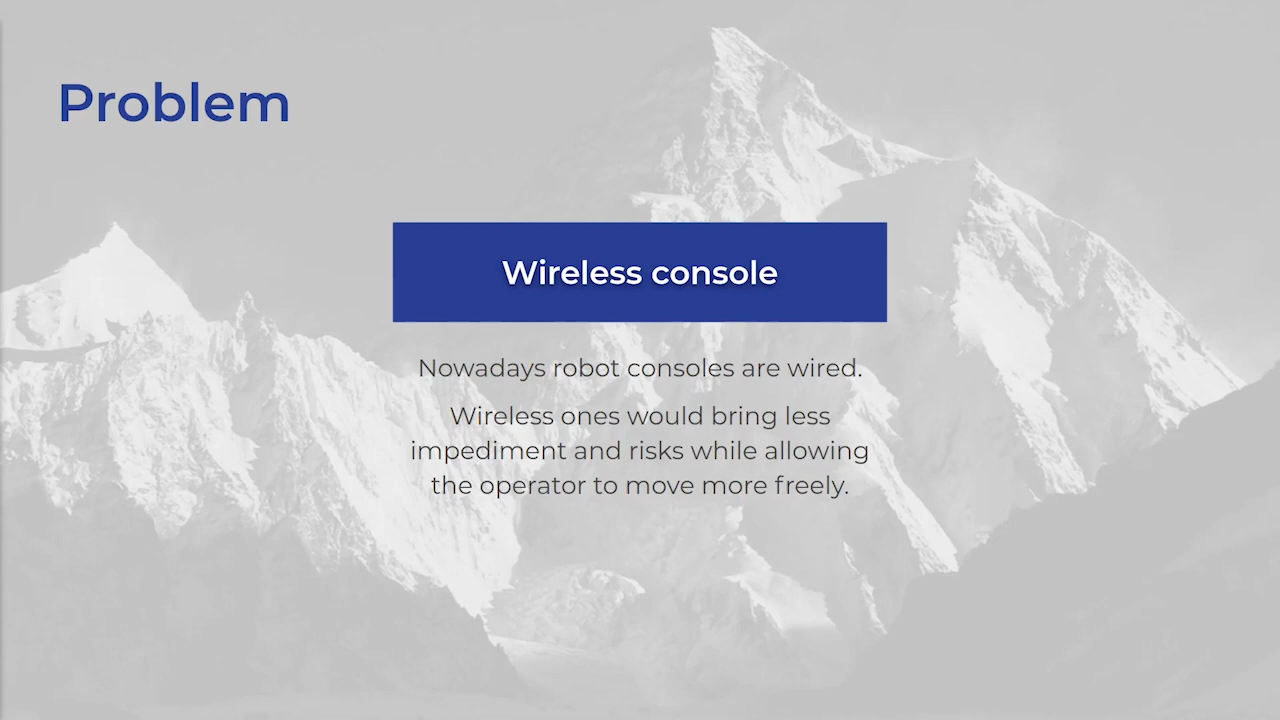 Problem
Wireless console
Nowadays robot consoles are wired.
Wireless ones would bring less
impediment and risks while allowing
the operator to move more freely.